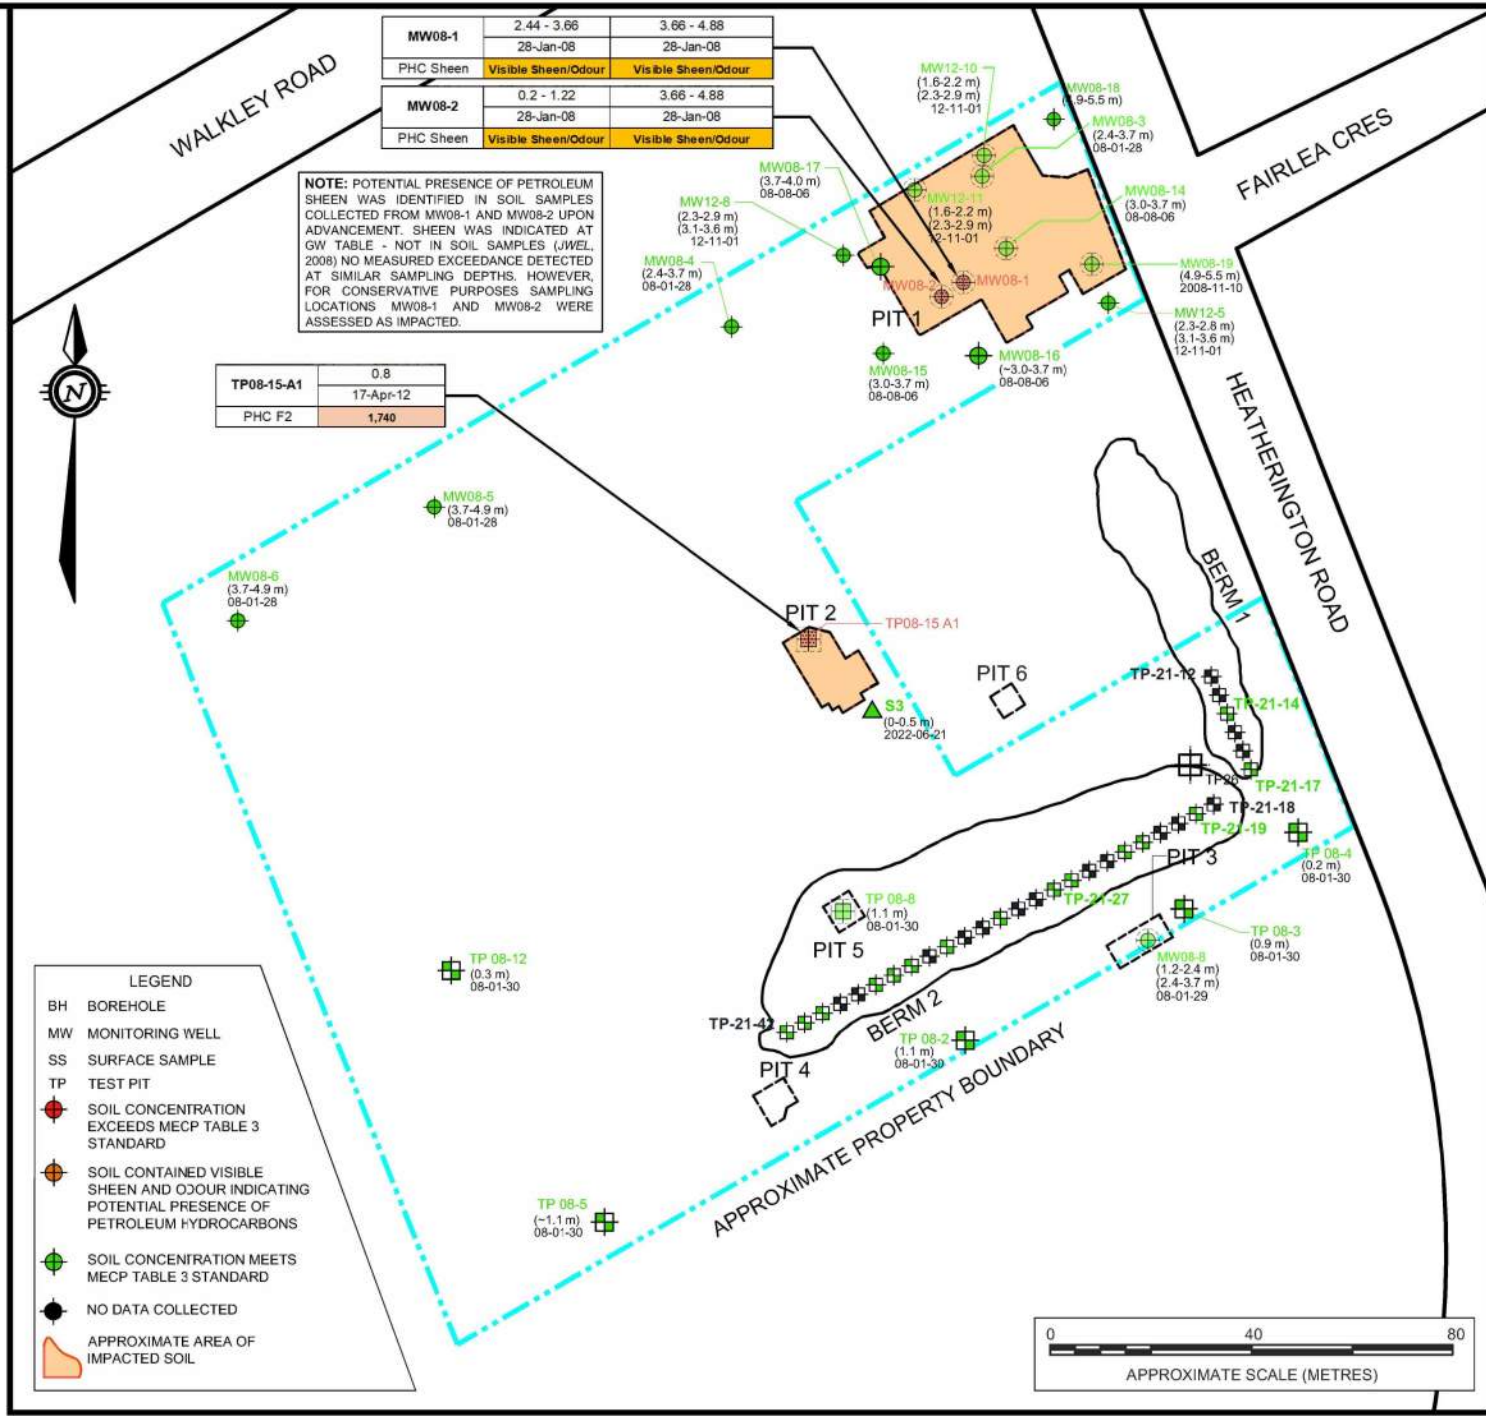 WALKLEY ROAD
MW08-1 2.44 - 3.66 3.66 - 4.88
28-Jan-08 28-Jan-08
PHC Sheen Visible Sheen/Odour Visible Sheen/Odour
MW08-2 0.2 - 1.22 3.66 - 4.88
28-Jan-08 28-Jan-08
PHC Sheen Visible Sheen/Odour Visible Sheen/Odour
NOTE: POTENTIAL PRESENCE OF PETROLEUM
SHEEN WAS IDENTIFIED IN SOIL SAMPLES
COLLECTED FROM MW08-1 AND MW08-2 UPON
ADVANCEMENT. SHEEN WAS INDICATED AT
GW TABLE - NOT IN SOIL SAMPLES (JWEL,
2008) NO MEASURED EXCEEDANCE DETECTED
AT SIMILAR SAMPLING DEPTHS. HOWEVER,
FOR CONSERVATIVE PURPOSES SAMPLING
LOCATIONS MW08-1 AND MW08-2 WERE
ASSESSED AS IMPACTED.
MW12-10
(1.6-2.2 m)
(2.3-2.9 m)
12-11-01
MW08-18
(4.9-5.5 m)
MW08-3
(2.4-3.7 m)
08-01-28
FAIRLEA CRES
MW08-17
(3.7-4.0 m)
08-08-06
MW12-8
(2.3-2.9 m)
(3.1-3.6 m)
12-11-01
MW12-11
(1.6-2.2 m)
(2.3-2.9 m)
12-11-01
MW08-14
(3.0-3.7 m)
08-08-06
MW08-4
(2.4-3.7 m)
08-01-28
MW08-19
(4.9-5.5 m)
2008-11-10
MW08-2
MW08-1
PIT 1
MW12-5
(2.3-2.8 m)
(3.1-3.6 m)
12-11-01
MW08-15
(3.0-3.7 m)
08-08-06
MW08-16
(~3.0-3.7 m)
08-08-06
TP08-15-A1 0.8
17-Apr-12
PHC F2 1,740
N
HEATHERINGTON ROAD
MW08-5
(3.7-4.9 m)
08-01-28
MW08-6
(3.7-4.9 m)
08-01-28
BERM 1
PIT 2
TP08-15 A1
PIT 6
TP-21-12
TP-21-14
S3
(0-0.5 m)
2022-06-21
TP26
TP-21-17
TP-21-18
TP-21-19
PIT 3
TP 08-4
(0.2 m)
08-01-30
TP-21-27
TP 08-8
(1.1 m)
08-01-30
PIT 5
TP 08-3
(0.9 m)
08-01-30
MW08-8
(1.2-2.4 m)
(2.4-3.7 m)
08-01-29
TP 08-12
(0.3 m)
08-01-30
TP-21-42
BERM 2
TP 08-2
(1.1 m)
08-01-30
PIT 4
APPROXIMATE PROPERTY BOUNDARY
TP 08-5
(~1.1 m)
08-01-30
LEGEND
BH BOREHOLE
MW MONITORING WELL
SS SURFACE SAMPLE
TP TEST PIT
SOIL CONCENTRATION
EXCEEDS MECP TABLE 3
STANDARD
SOIL CONTAINED VISIBLE
SHEEN AND ODOUR INDICATING
POTENTIAL PRESENCE OF
PETROLEUM HYDROCARBONS
SOIL CONCENTRATION MEETS
MECP TABLE 3 STANDARD
NO DATA COLLECTED
APPROXIMATE AREA OF
IMPACTED SOIL
0 40 80
APPROXIMATE SCALE (METRES)